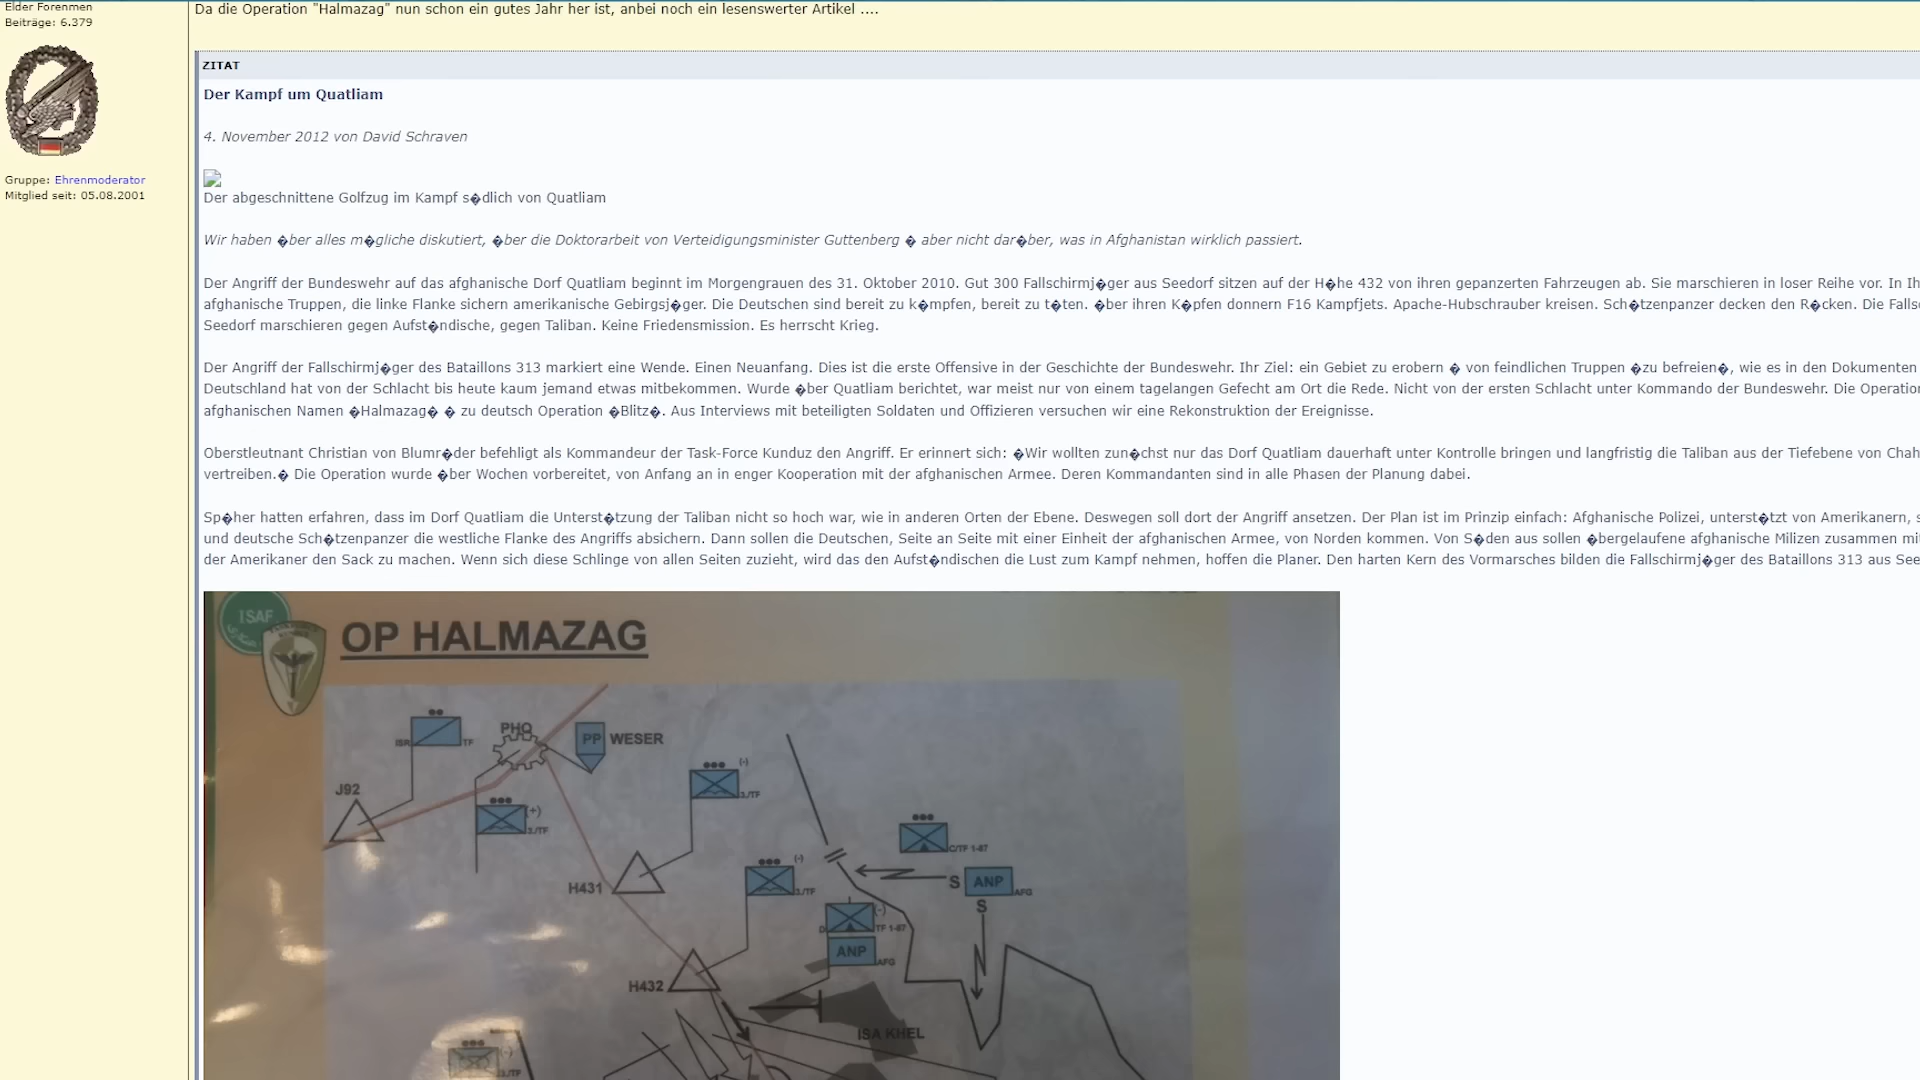 Elder Forenmen
Beiträge: 6.379
Gruppe: Ehrenmoderator
Mitglied seit: 05.08.2001
Da die Operation "Halmazag" nun schon ein gutes Jahr her ist, anbei noch ein lesenswerter Artikel ....
ZITAT
Der Kampf um Quatliam
4. November 2012 von David Schraven
Der abgeschnittene Golfzug im Kampf s�dlich von Quatliam
Wir haben �ber alles m�gliche diskutiert, �ber die Doktorarbeit von Verteidigungsminister Guttenberg � aber nicht dar�ber, was in Afghanistan wirklich passiert.
Der Angriff der Bundeswehr auf das afghanische Dorf Quatliam beginnt im Morgengrauen des 31. Oktober 2010. Gut 300 Fallschirmj�ger aus Seedorf sitzen auf der H�he 432 von ihren gepanzerten Fahrzeugen ab. Sie marschieren in loser Reihe vor. In Ih
afghanische Truppen, die linke Flanke sichern amerikanische Gebirgsj�ger. Die Deutschen sind bereit zu k�mpfen, bereit zu t�ten. �ber ihren K�pfen donnern F16 Kampfjets. Apache-Hubschrauber kreisen. Sch�tzenpanzer decken den R�cken. Die Falls
Seedorf marschieren gegen Aufst�ndische, gegen Taliban. Keine Friedensmission. Es herrscht Krieg.
Der Angriff der Fallschirmj�ger des Bataillons 313 markiert eine Wende. Einen Neuanfang. Dies ist die erste Offensive in der Geschichte der Bundeswehr. Ihr Ziel: ein Gebiet zu erobern � von feindlichen Truppen �zu befreien�, wie es in den Dokumenten
Deutschland hat von der Schlacht bis heute kaum jemand etwas mitbekommen. Wurde �ber Quatliam berichtet, war meist nur von einem tagelangen Gefecht am Ort die Rede. Nicht von der ersten Schlacht unter Kommando der Bundeswehr. Die Operatio
afghanischen Namen �Halmazag� � zu deutsch Operation �Blitz�. Aus Interviews mit beteiligten Soldaten und Offizieren versuchen wir eine Rekonstruktion der Ereignisse.
Oberstleutnant Christian von Blumr�der befehligt als Kommandeur der Task-Force Kunduz den Angriff. Er erinnert sich: �Wir wollten zun�chst nur das Dorf Quatliam dauerhaft unter Kontrolle bringen und langfristig die Taliban aus der Tiefebene von Chah
vertreiben.� Die Operation wurde �ber Wochen vorbereitet, von Anfang an in enger Kooperation mit der afghanischen Armee. Deren Kommandanten sind in alle Phasen der Planung dabei.
Sp�her hatten erfahren, dass im Dorf Quatliam die Unterst�tzung der Taliban nicht so hoch war, wie in anderen Orten der Ebene. Deswegen soll dort der Angriff ansetzen. Der Plan ist im Prinzip einfach: Afghanische Polizei, unterst�tzt von Amerikanern, s
und deutsche Sch�tzenpanzer die westliche Flanke des Angriffs absichern. Dann sollen die Deutschen, Seite an Seite mit einer Einheit der afghanischen Armee, von Norden kommen. Von S�den aus sollen �bergelaufene afghanische Milizen zusammen mi
der Amerikaner den Sack zu machen. Wenn sich diese Schlinge von allen Seiten zuzieht, wird das den Aufst�ndischen die Lust zum Kampf nehmen, hoffen die Planer. Den harten Kern des Vormarsches bilden die Fallschirmj�ger des Bataillons 313 aus See
ISAF
OP HALMAZAG
ISR TF
PHQ
PP WESER
J92
(+)
3./TF
(-)
3./TF
C/TF 1-87
H431
(-)
3./TF
S ANP AFG
S
D (-) TF 1-87
ANP AFG
H432
ISA KHEL
(-)
3./TF